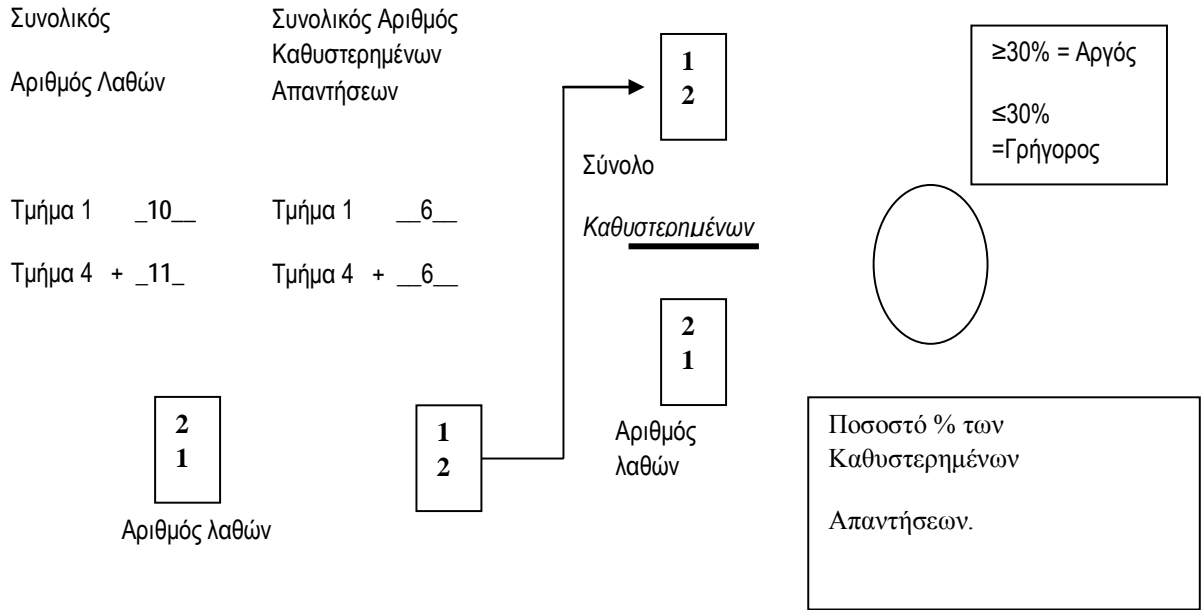 Συνολικός
Αριθμός Λαθών
Τμήμα 1 _10__
Τμήμα 4 + _11_
2
1
Αριθμός λαθών
Συνολικός Αριθμός
Καθυστερημένων
Απαντήσεων
Τμήμα 1 __6__
Τμήμα 4 + __6__
1
2
1
2
Σύνολο
Καθυστερημένων
2
1
Αριθμός
λαθών
≥30% = Αργός
≤30%
=Γρήγορος
Ποσοστό % των
Καθυστερημένων
Απαντήσεων.